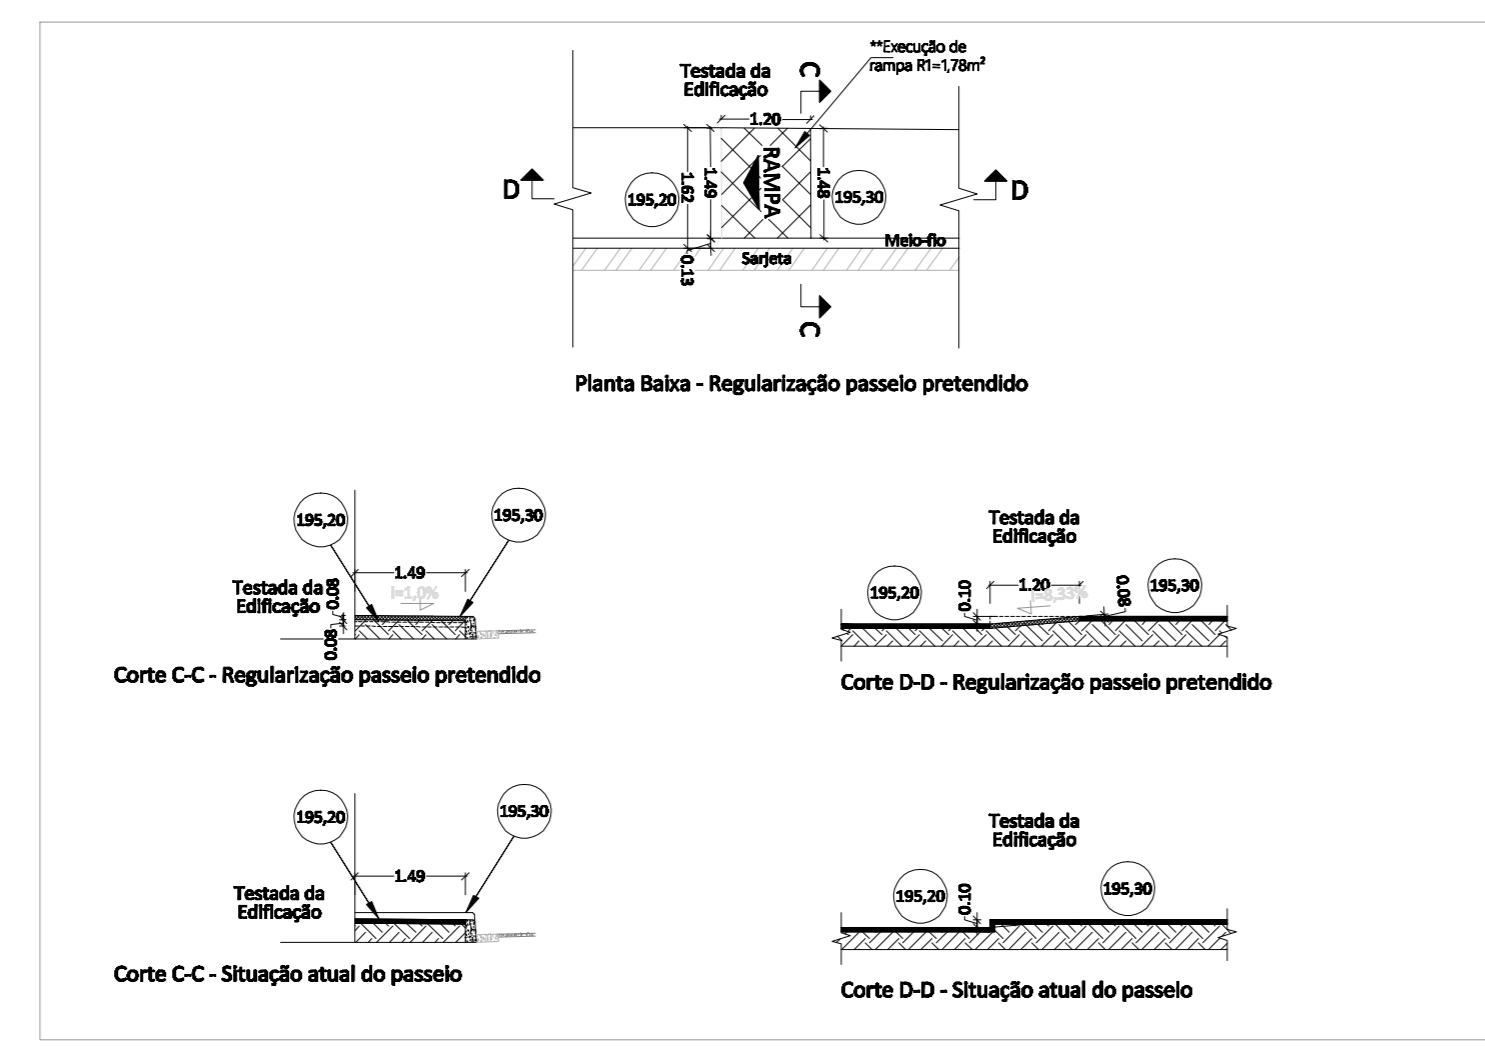 **Execução de
rampa R1=1,78m²
Testada da
Edificação
C
1.20
RAMPA
D
195,20
1.62
1.49
1.48
195,30
D
Meio-fio
Sarjeta
0.13
C
Planta Baixa - Regularização passeio pretendido
195,20
195,30
1.49
i=1,0%
Testada da
Edificação
0.08
0.08
Corte C-C - Regularização passeio pretendido
Testada da
Edificação
195,20
0.10
1.20
i=8,33%
0.08
195,30
Corte D-D - Regularização passeio pretendido
195,20
195,30
1.49
Testada da
Edificação
Corte C-C - Situação atual do passeio
Testada da
Edificação
195,20
0.10
195,30
Corte D-D - Situação atual do passeio